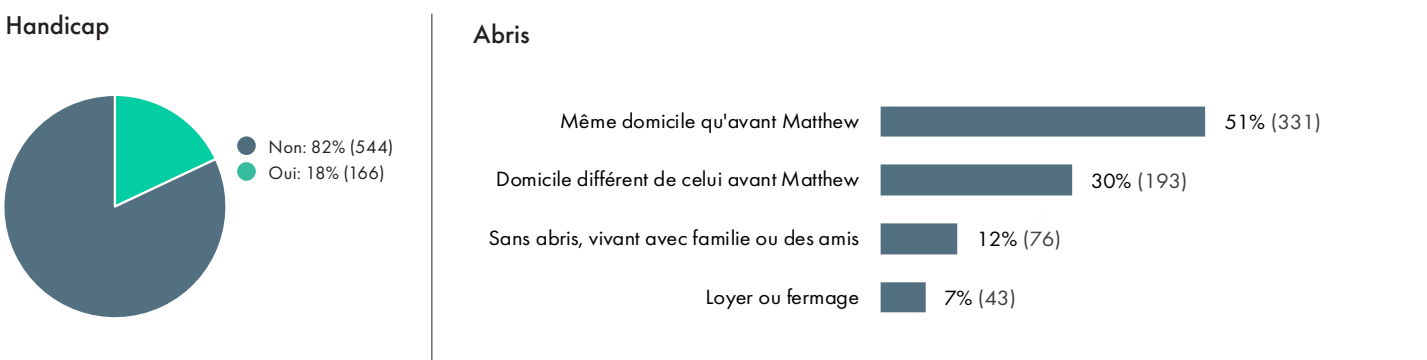 Handicap
Non: 82% (544)
Oui: 18% (166)
Abris
Même domicile qu'avant Matthew 51% (331)
Domicile différent de celui avant Matthew 30% (193)
Sans abris, vivant avec familie ou des amis 12% (76)
Loyer ou fermage 7% (43)